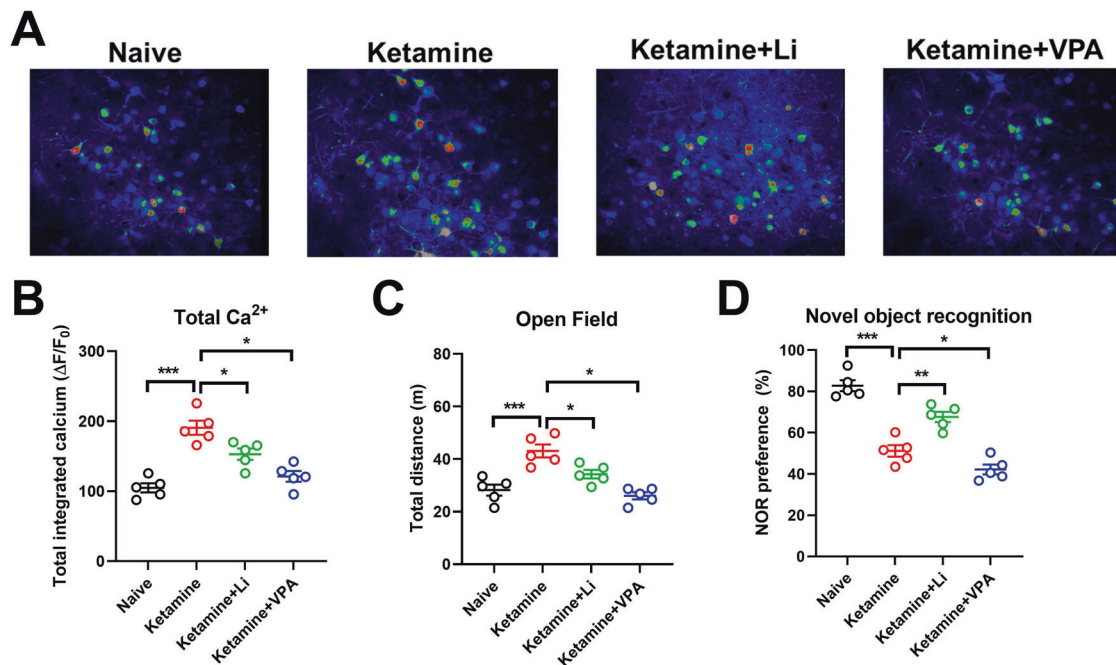 A
Naive
Ketamine
Ketamine+Li
Ketamine+VPA
B
Total Ca²⁺
Total integrated calcium (ΔF/F₀)
300
200
100
0
***
*
*
Naive
Ketamine
Ketamine+Li
Ketamine+VPA
C
Open Field
Total distance (m)
80
60
40
20
0
***
*
*
Naive
Ketamine
Ketamine+Li
Ketamine+VPA
D
Novel object recognition
NOR preference (%)
100
80
60
40
20
0
***
**
*
Naive
Ketamine
Ketamine+Li
Ketamine+VPA